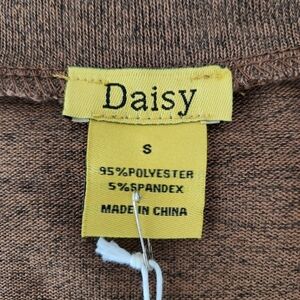 Daisy
S
95%POLYESTER
5%SPANDEX
MADE IN CHINA